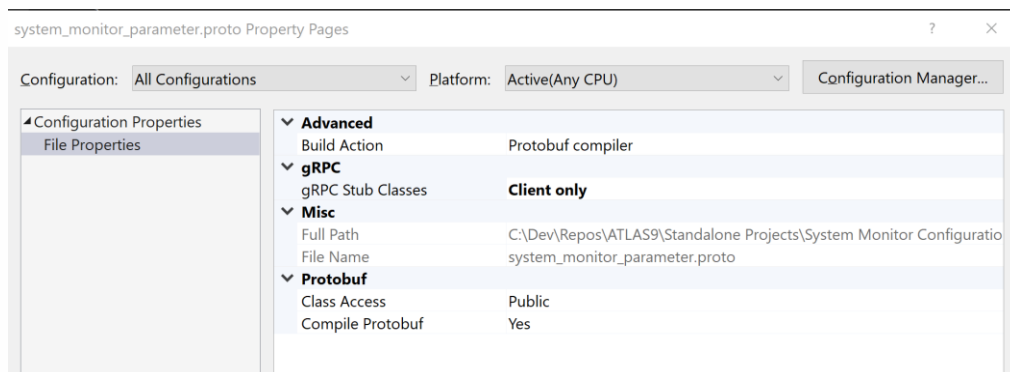 system_monitor_parameter.proto Property Pages ? ×
Configuration: All Configurations Platform: Active(Any CPU) Configuration Manager...
Configuration Properties
File Properties
Advanced
Build Action Protobuf compiler
gRPC
gRPC Stub Classes Client only
Misc
Full Path C:\Dev\Repos\ATLAS9\Standalone Projects\System Monitor Configuratio
File Name system_monitor_parameter.proto
Protobuf
Class Access Public
Compile Protobuf Yes